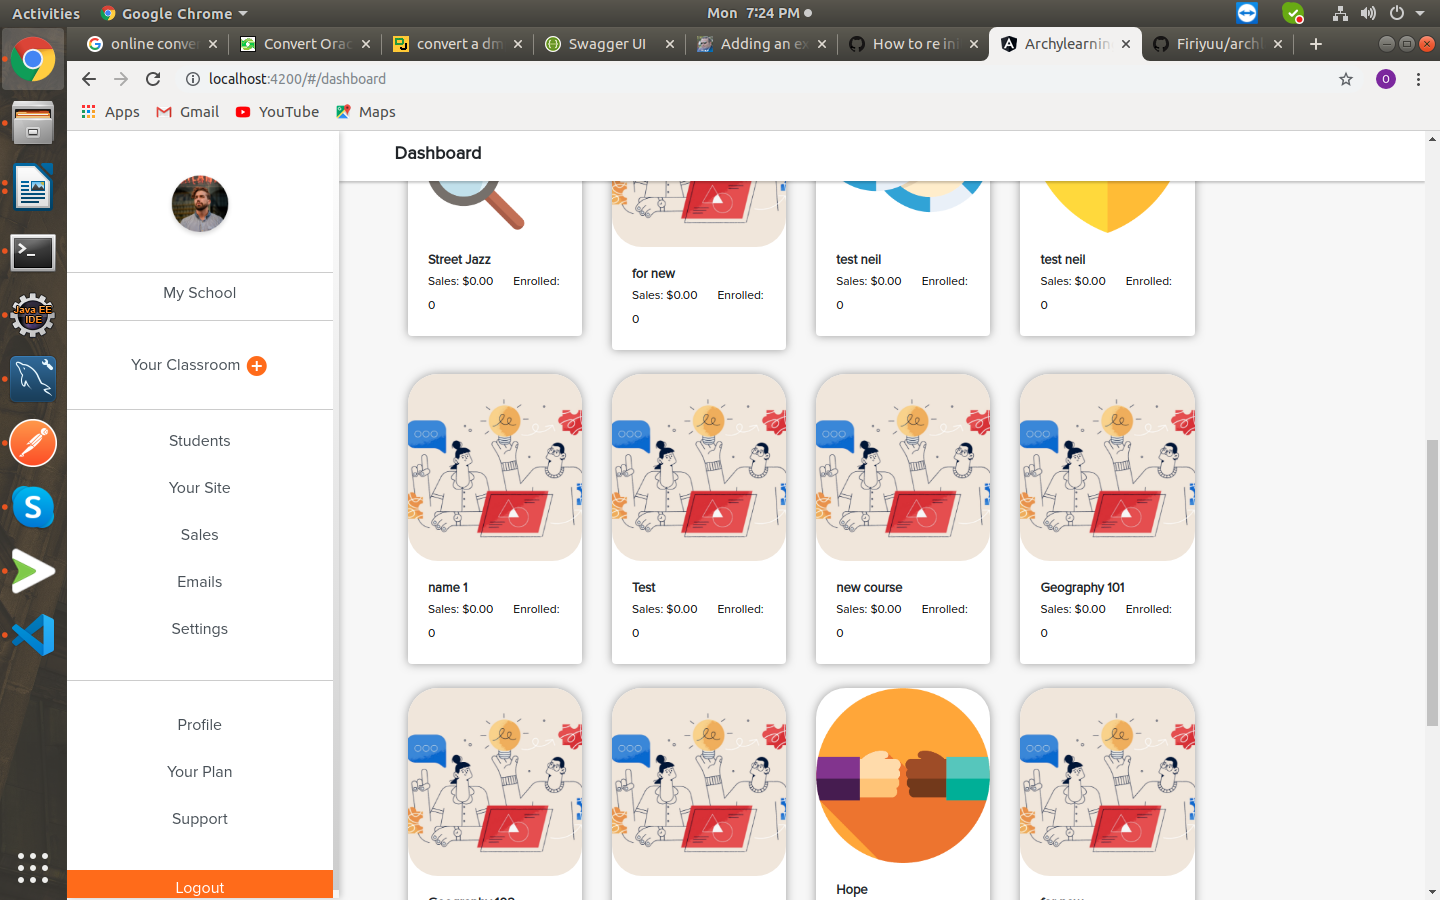 Activities
Google Chrome
Mon 7:24 PM
online conver
Convert Orac
convert a dm
Swagger UI
Adding an ex
How to re ini
Archylearnin
Firiyuu/archl
localhost:4200/#/dashboard
O
Apps
Gmail
YouTube
Maps
Java EE
IDE
My School
Your Classroom
Students
Your Site
Sales
Emails
Settings
Profile
Your Plan
Support
Logout
Dashboard
Street Jazz
Sales: $0.00 Enrolled:
0
for new
Sales: $0.00 Enrolled:
0
test neil
Sales: $0.00 Enrolled:
0
test neil
Sales: $0.00 Enrolled:
0
name 1
Sales: $0.00 Enrolled:
0
Test
Sales: $0.00 Enrolled:
0
new course
Sales: $0.00 Enrolled:
0
Geography 101
Sales: $0.00 Enrolled:
0
Hope